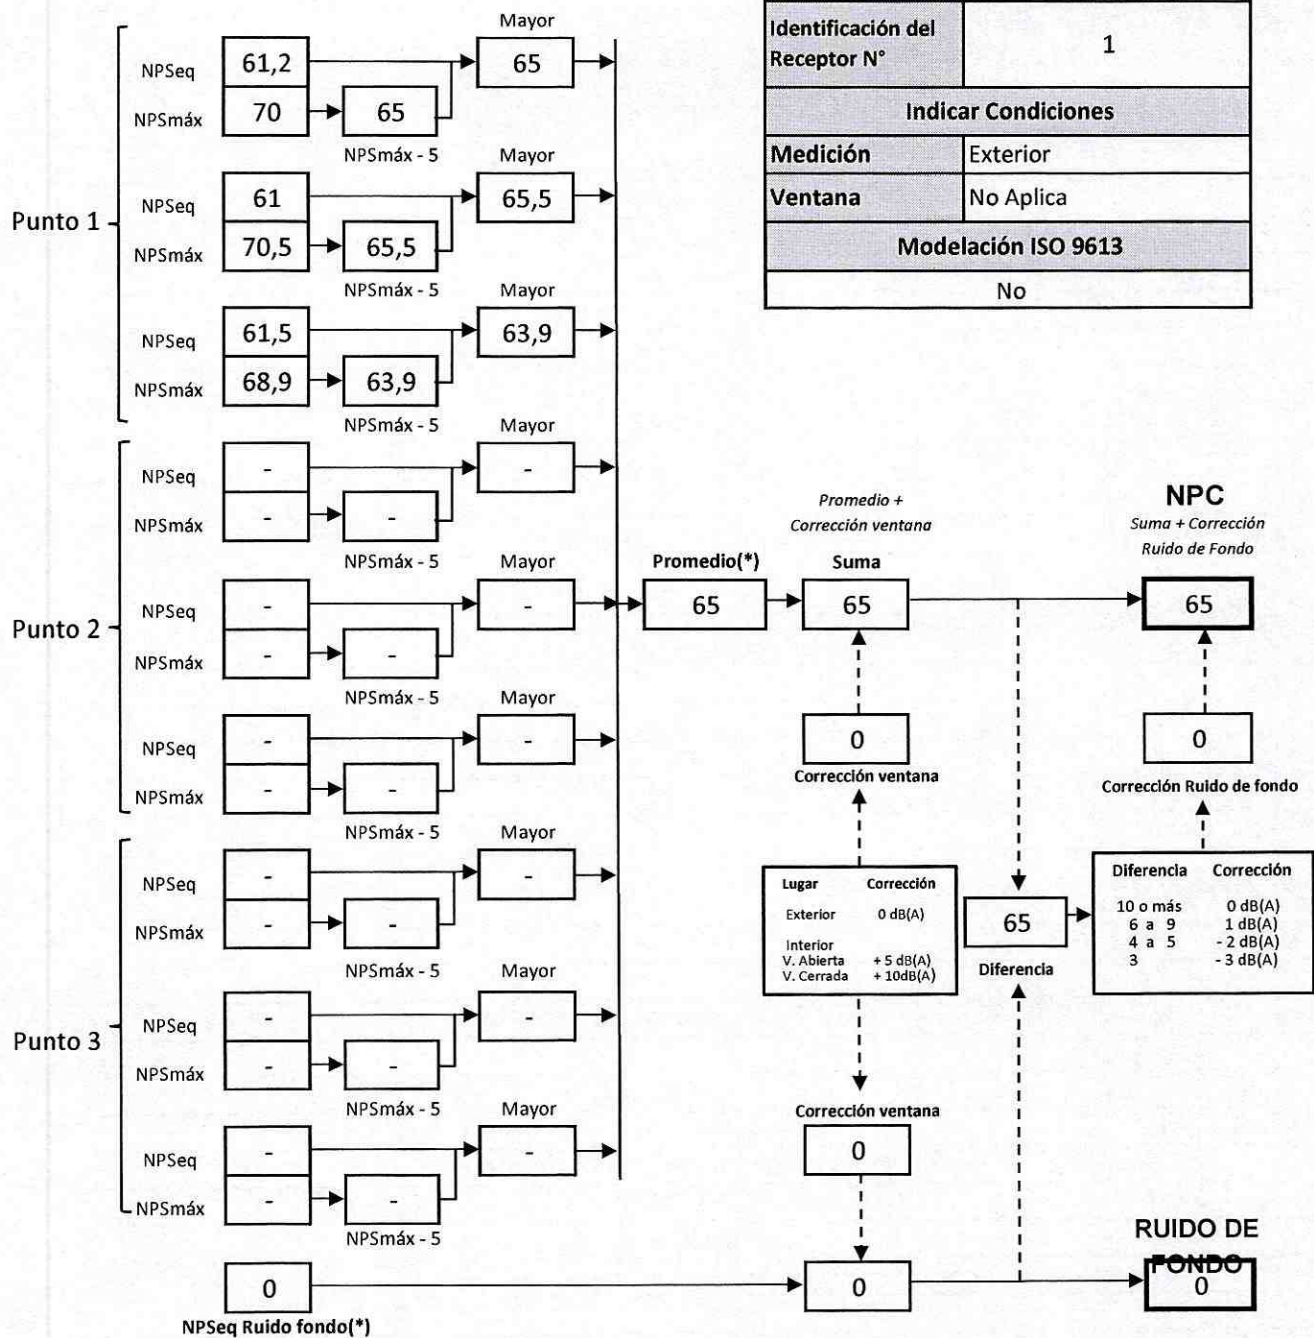 Identificación del Receptor N° 1
Indicar Condiciones
Medición Exterior
Ventana No Aplica
Modelación ISO 9613
No
Punto 1
Mayor
NPSeq 61,2 65
NPSmáx 70 65
NPSmáx - 5
Mayor
NPSeq 61 65,5
NPSmáx 70,5 65,5
NPSmáx - 5
Mayor
NPSeq 61,5 63,9
NPSmáx 68,9 63,9
NPSmáx - 5
Punto 2
Mayor
NPSeq - -
NPSmáx - -
NPSmáx - 5
Mayor
NPSeq - -
NPSmáx - -
NPSmáx - 5
Mayor
NPSeq - -
NPSmáx - -
NPSmáx - 5
Punto 3
Mayor
NPSeq - -
NPSmáx - -
NPSmáx - 5
Mayor
NPSeq - -
NPSmáx - -
NPSmáx - 5
Mayor
NPSeq - -
NPSmáx - -
NPSmáx - 5
0
NPSeq Ruido fondo(*)
Promedio(*)
65
Promedio +
Corrección ventana
Suma
65
0
Corrección ventana
Lugar Corrección
Exterior 0 dB(A)
Interior
V. Abierta + 5 dB(A)
V. Cerrada + 10dB(A)
Corrección ventana
0
0
65
Diferencia
NPC
Suma + Corrección
Ruido de Fondo
65
0
Corrección Ruido de fondo
Diferencia Corrección
10 o más 0 dB(A)
6 a 9 1 dB(A)
4 a 5 - 2 dB(A)
3 - 3 dB(A)
RUIDO DE
FONDO
0